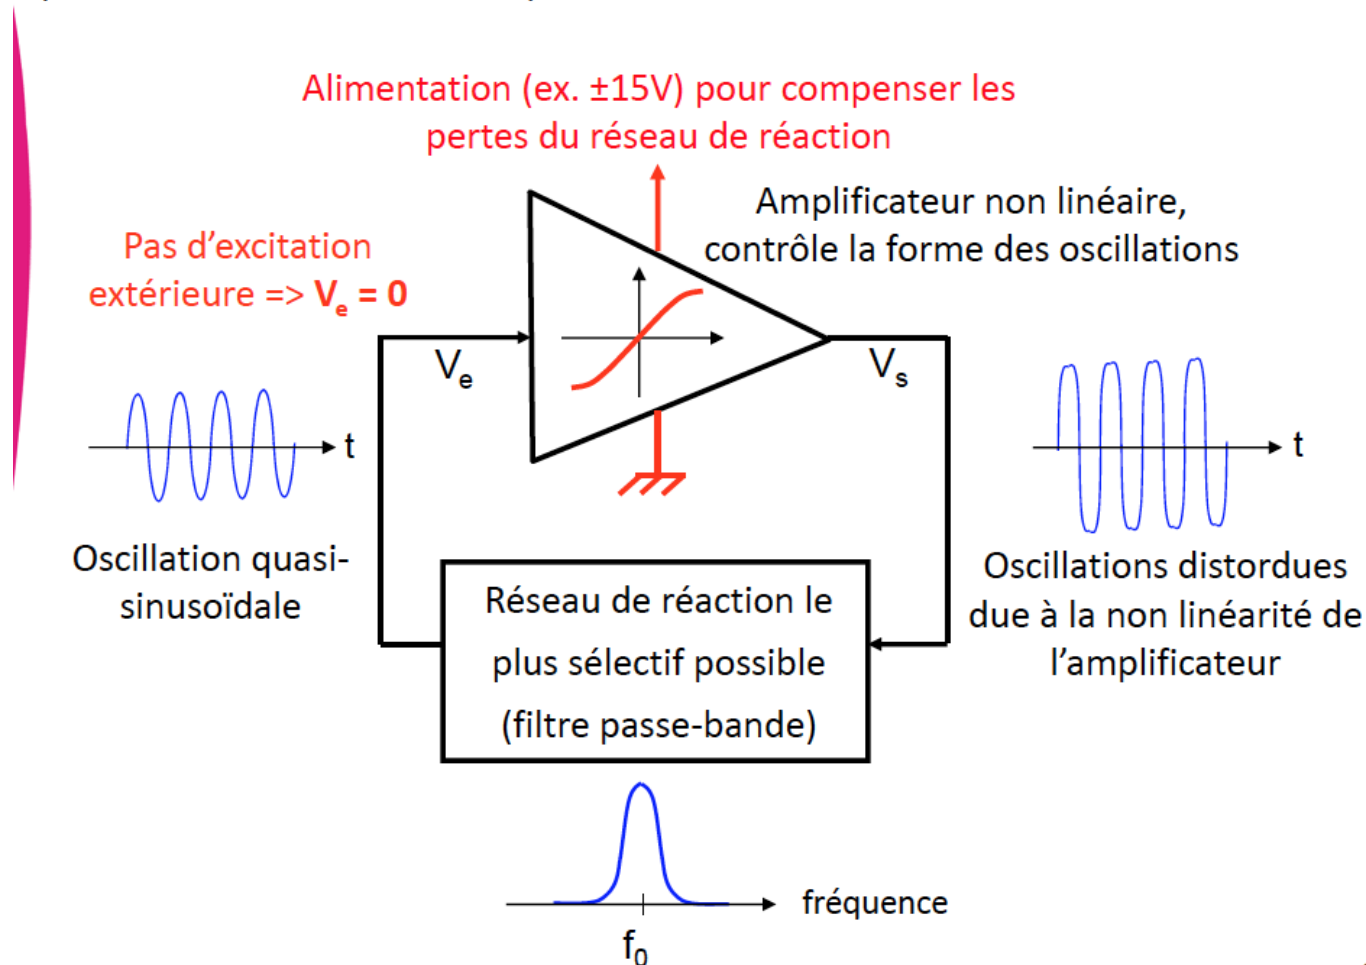 Alimentation (ex. ±15V) pour compenser les
pertes du réseau de réaction
Amplificateur non linéaire,
contrôle la forme des oscillations
Pas d'excitation
extérieure => Ve = 0
Ve
Vs
t
t
Oscillation quasi-
sinusoïdale
Réseau de réaction le
plus sélectif possible
(filtre passe-bande)
Oscillations distordues
due à la non linéarité de
l'amplificateur
fréquence
f0